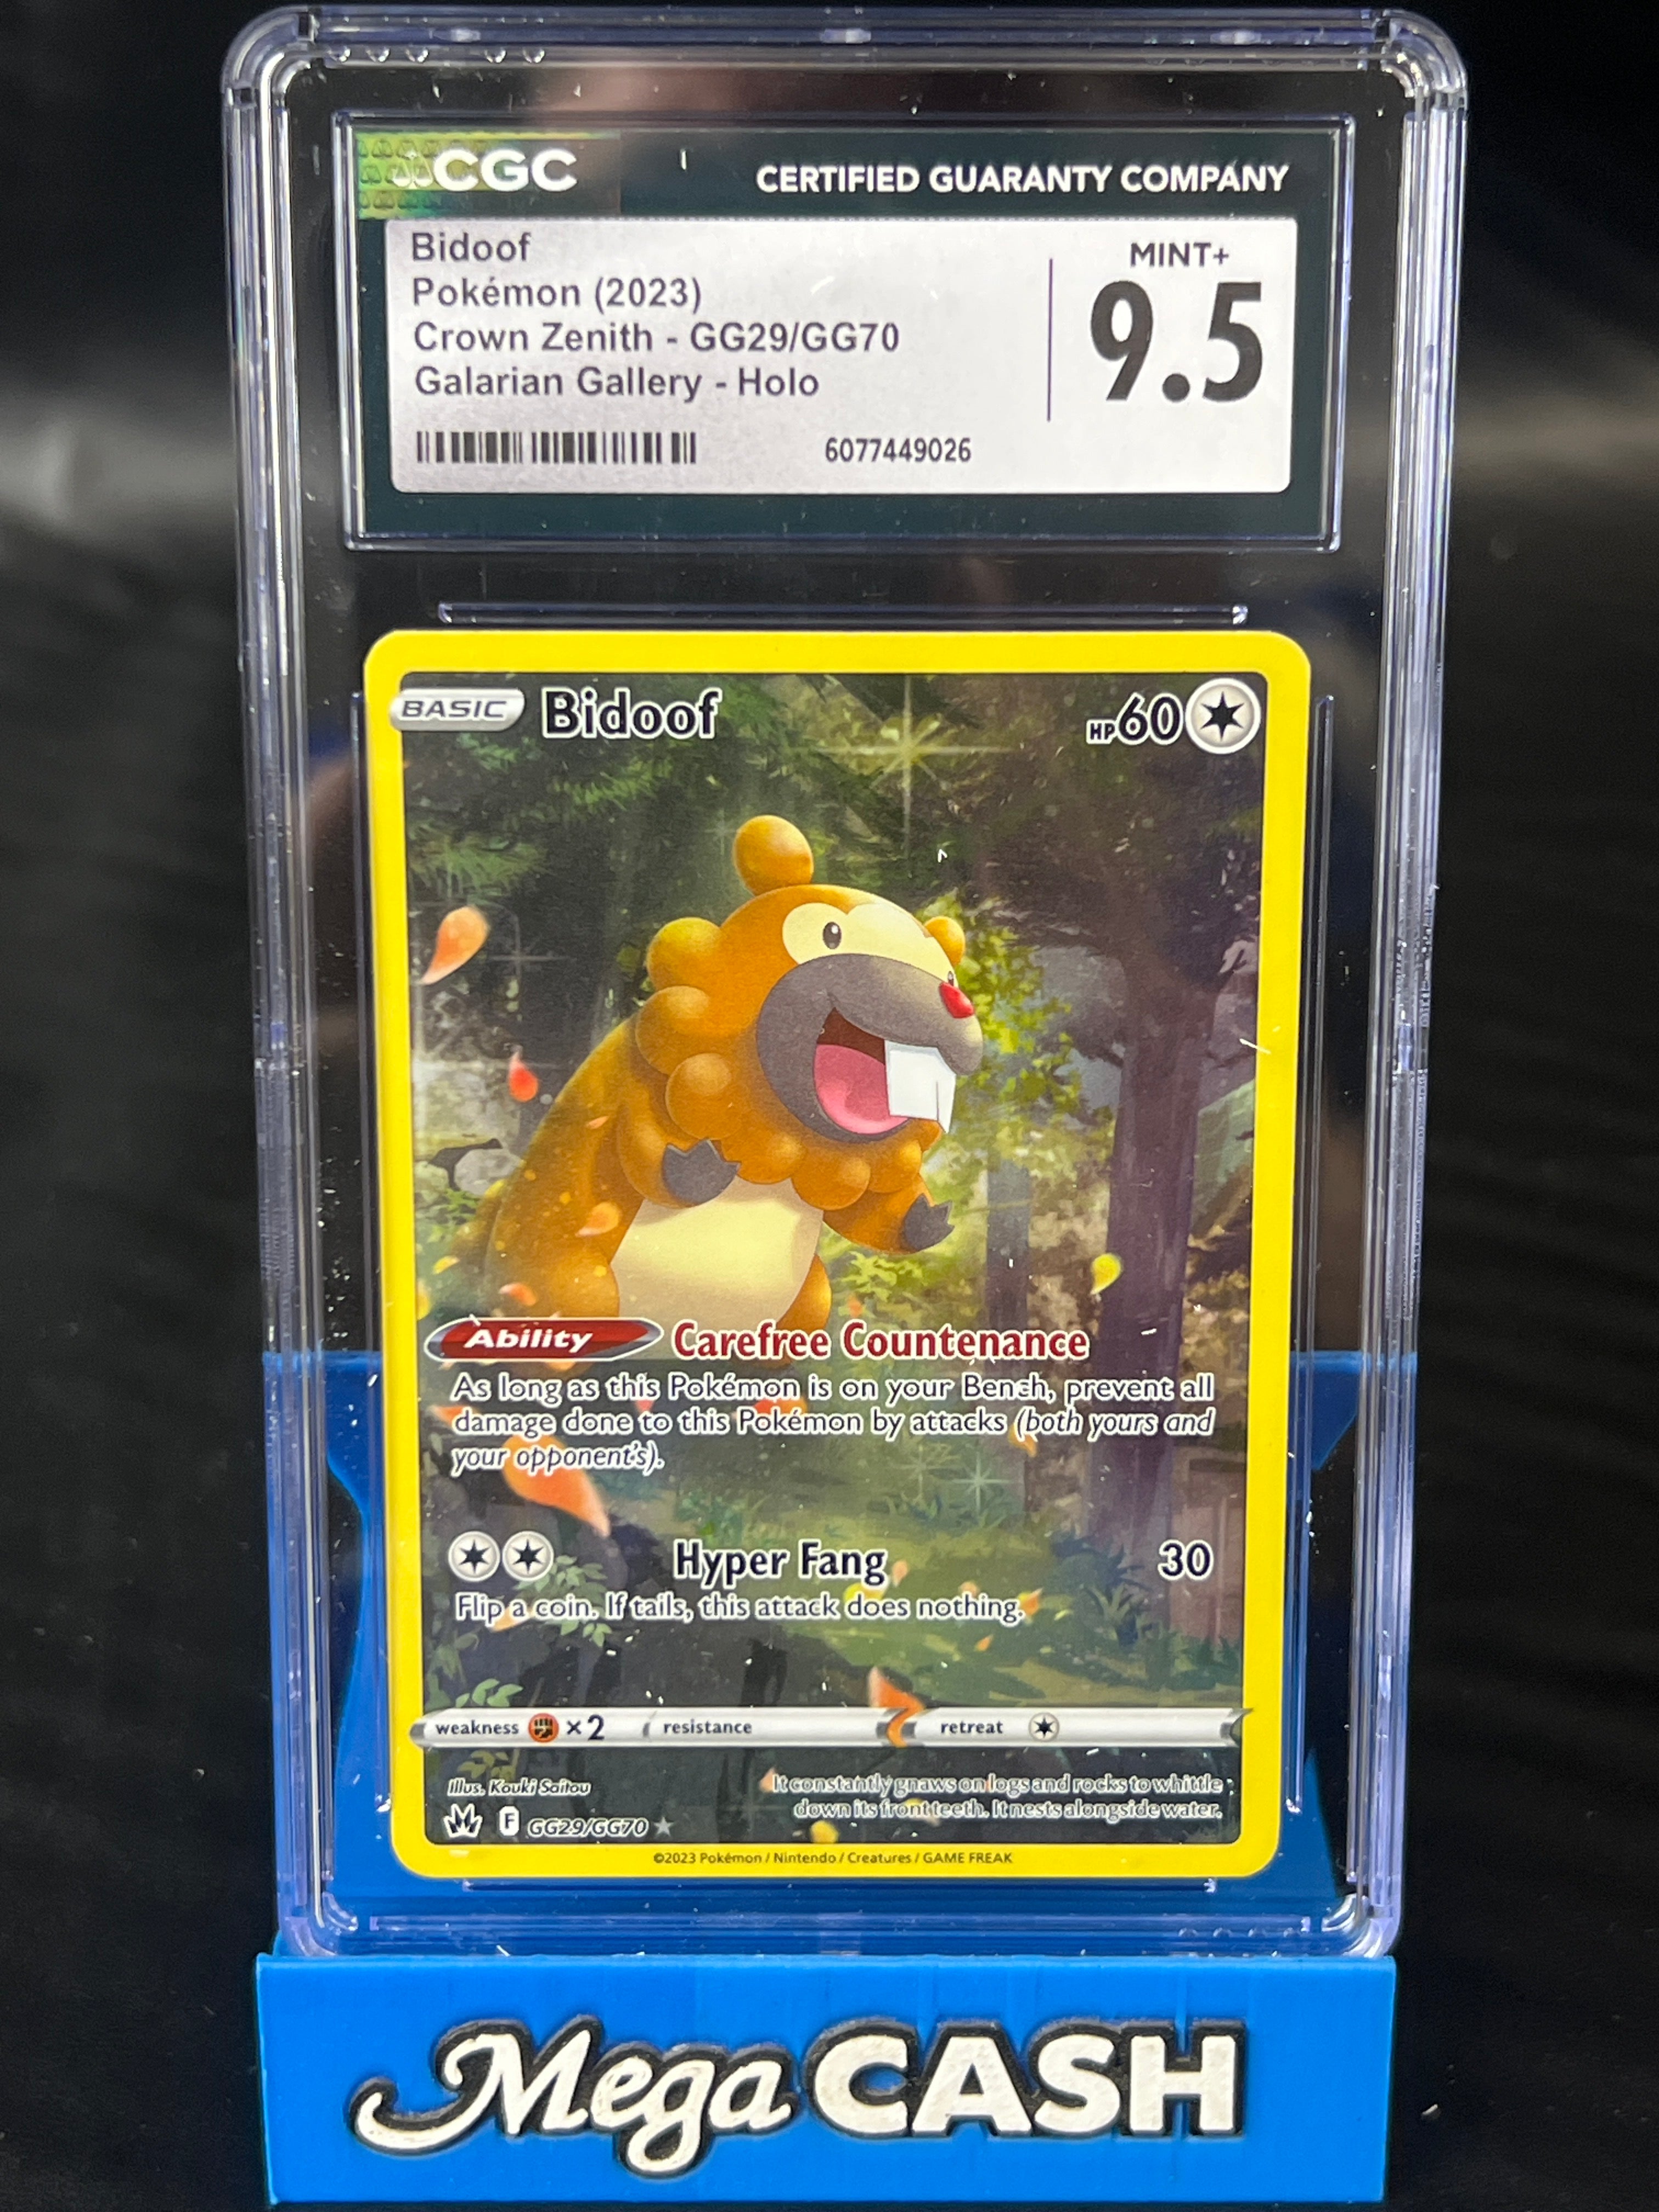 CGC
CERTIFIED GUARANTY COMPANY
Bidoof
Pokémon (2023)
Crown Zenith - GG29/GG70
Galarian Gallery - Holo
6077449026
MINT+
9.5
BASIC Bidoof HP 60
Ability Carefree Countenance
As long as this Pokémon is on your Bench, prevent all
damage done to this Pokémon by attacks (both yours and
your opponent's).
Hyper Fang 30
Flip a coin. If tails, this attack does nothing.
weakness ×2 resistance retreat
Illus. Kouki Saitou
It constantly gnaws on logs and rocks to whittle
down its front teeth. It nests alongside water.
F GG29/GG70
©2023 Pokémon / Nintendo / Creatures / GAME FREAK
Mega CASH